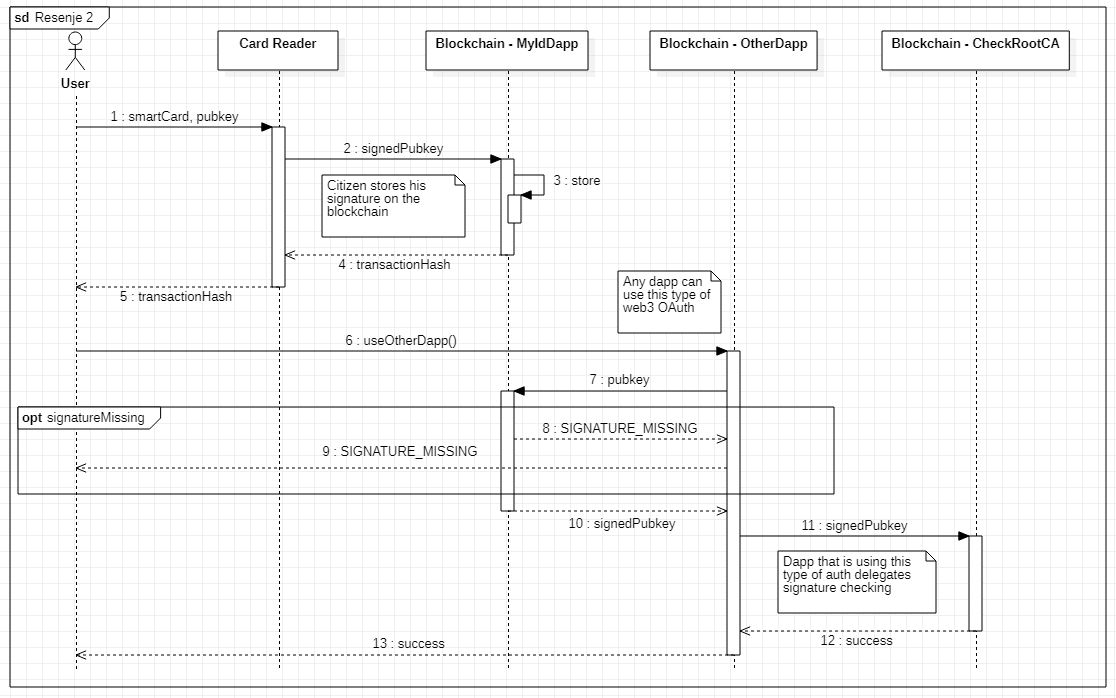 sd Resenje 2
User
Card Reader
Blockchain - MyIdDapp
Blockchain - OtherDapp
Blockchain - CheckRootCA
1 : smartCard, pubkey
2 : signedPubkey
3 : store
Citizen stores his
signature on the
blockchain
4 : transactionHash
5 : transactionHash
Any dapp can
use this type of
web3 OAuth
6 : useOtherDapp()
7 : pubkey
opt signatureMissing
8 : SIGNATURE_MISSING
9 : SIGNATURE_MISSING
10 : signedPubkey
11 : signedPubkey
Dapp that is using this
type of auth delegates
signature checking
12 : success
13 : success